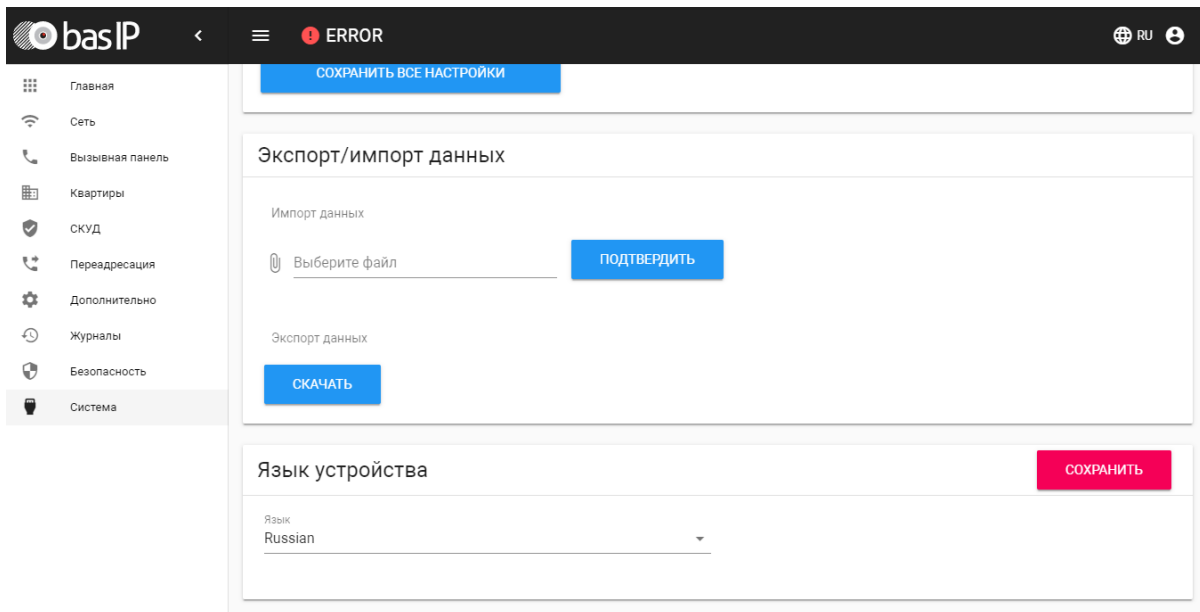 bas IP
ERROR
RU
Главная
Сеть
Вызывная панель
Квартиры
СКУД
Переадресация
Дополнительно
Журналы
Безопасность
Система
СОХРАНИТЬ ВСЕ НАСТРОЙКИ
Экспорт/импорт данных
Импорт данных
Выберите файл
ПОДТВЕРДИТЬ
Экспорт данных
СКАЧАТЬ
Язык устройства
СОХРАНИТЬ
Язык
Russian